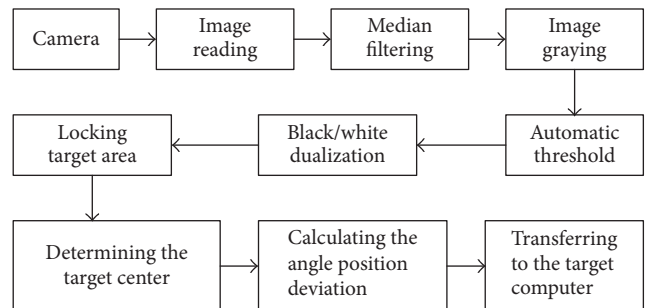 Camera
Image
reading
Median
filtering
Image
graying
Locking
target area
Black/white
dualization
Automatic
threshold
Determining the
target center
Calculating the
angle position
deviation
Transferring
to the target
computer